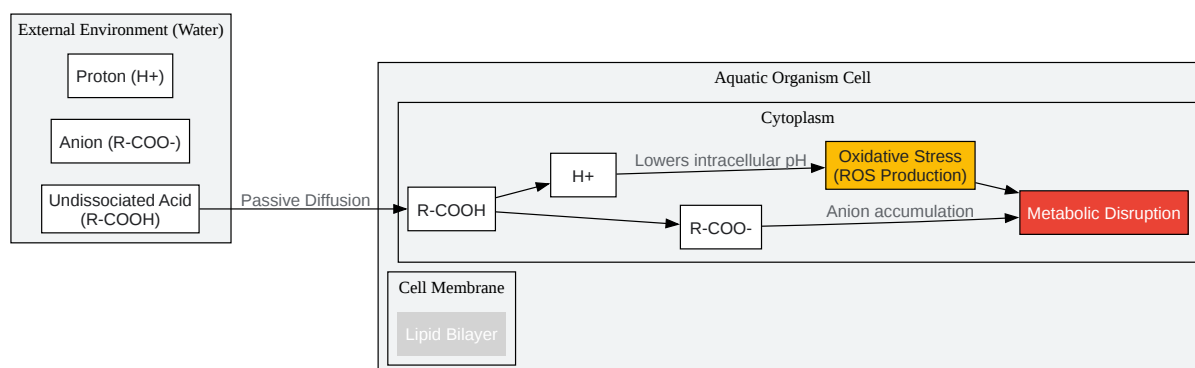 External Environment (Water)
Proton (H+)
Anion (R-COO-)
Undissociated Acid
(R-COOH)
Passive Diffusion
Aquatic Organism Cell
Cytoplasm
R-COOH
H+
Lowers intracellular pH
Oxidative Stress
(ROS Production)
R-COO-
Anion accumulation
Metabolic Disruption
Cell Membrane
Lipid Bilayer